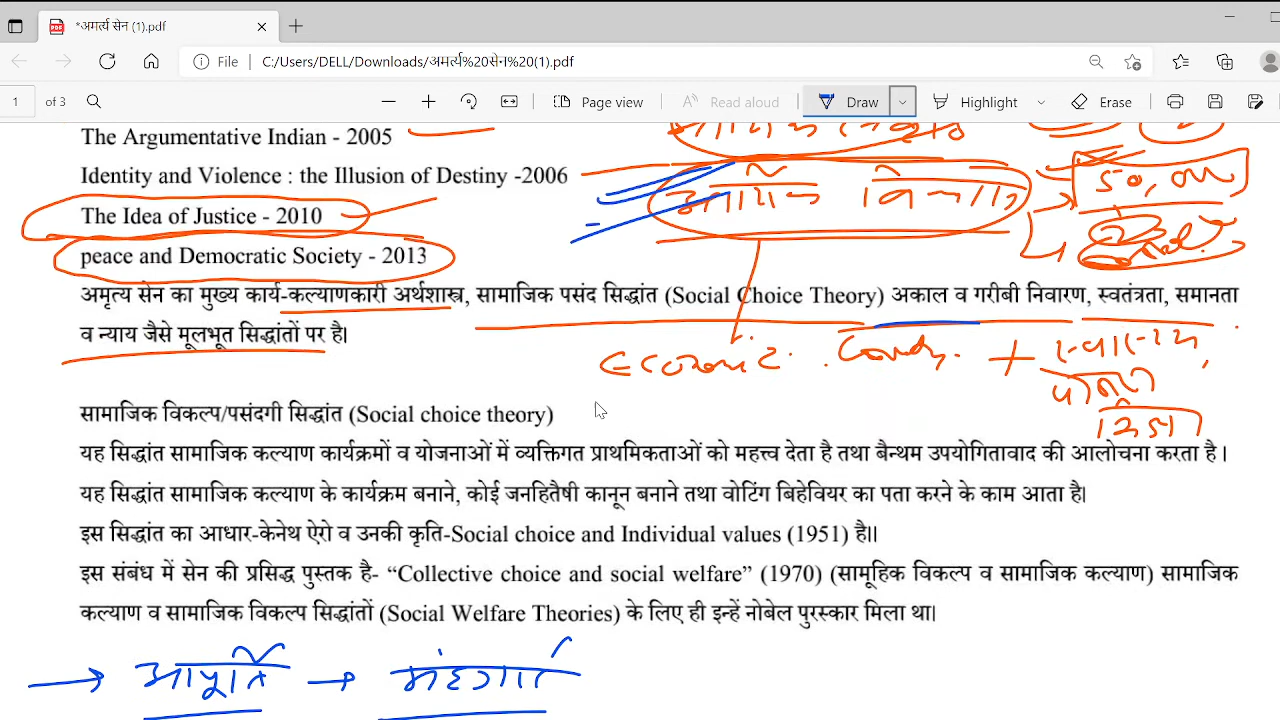 *अमर्त्य सेन (1).pdf
File C:/Users/DELL/Downloads/अमर्त्य%20सेन%20(1).pdf
1 of 3 Page view Read aloud Draw Highlight Erase
The Argumentative Indian - 2005
Identity and Violence : the Illusion of Destiny -2006
आर्थिक विकास
50,000
The Idea of Justice - 2010
peace and Democratic Society - 2013
अमृत्य सेन का मुख्य कार्य-कल्याणकारी अर्थशास्त्र, सामाजिक पसंद सिद्धांत (Social Choice Theory) अकाल व गरीबी निवारण, स्वतंत्रता, समानता
व न्याय जैसे मूलभूत सिद्धांतों पर है।
Economic + स्वास्थ्य,
शिक्षा
सामाजिक विकल्प/पसंदगी सिद्धांत (Social choice theory)
यह सिद्धांत सामाजिक कल्याण कार्यक्रमों व योजनाओं में व्यक्तिगत प्राथमिकताओं को महत्त्व देता है तथा बैन्थम उपयोगितावाद की आलोचना करता है ।
यह सिद्धांत सामाजिक कल्याण के कार्यक्रम बनाने, कोई जनहितैषी कानून बनाने तथा वोटिंग बिहेवियर का पता करने के काम आता है।
इस सिद्धांत का आधार-केनेथ ऐरो व उनकी कृति-Social choice and Individual values (1951) है।।
इस संबंध में सेन की प्रसिद्ध पुस्तक है- “Collective choice and social welfare” (1970) (सामूहिक विकल्प व सामाजिक कल्याण) सामाजिक
कल्याण व सामाजिक विकल्प सिद्धांतों (Social Welfare Theories) के लिए ही इन्हें नोबेल पुरस्कार मिला था।
→ आपूर्ति → मंहगाई